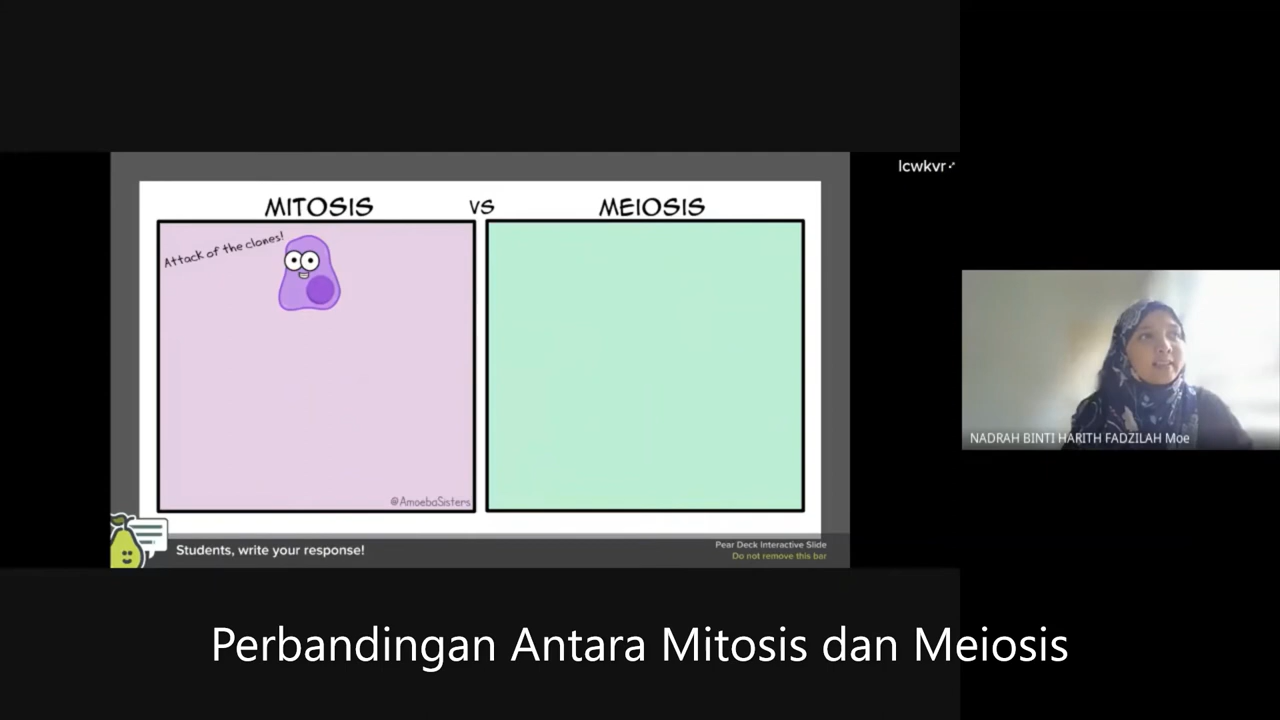 lcwkvr
MITOSIS VS MEIOSIS
Attack of the clones!
@AmoebaSisters
NADRAH BINTI HARITH FADZILAH Moe
Students, write your response!
Pear Deck Interactive Slide
Do not remove this bar
Perbandingan Antara Mitosis dan Meiosis